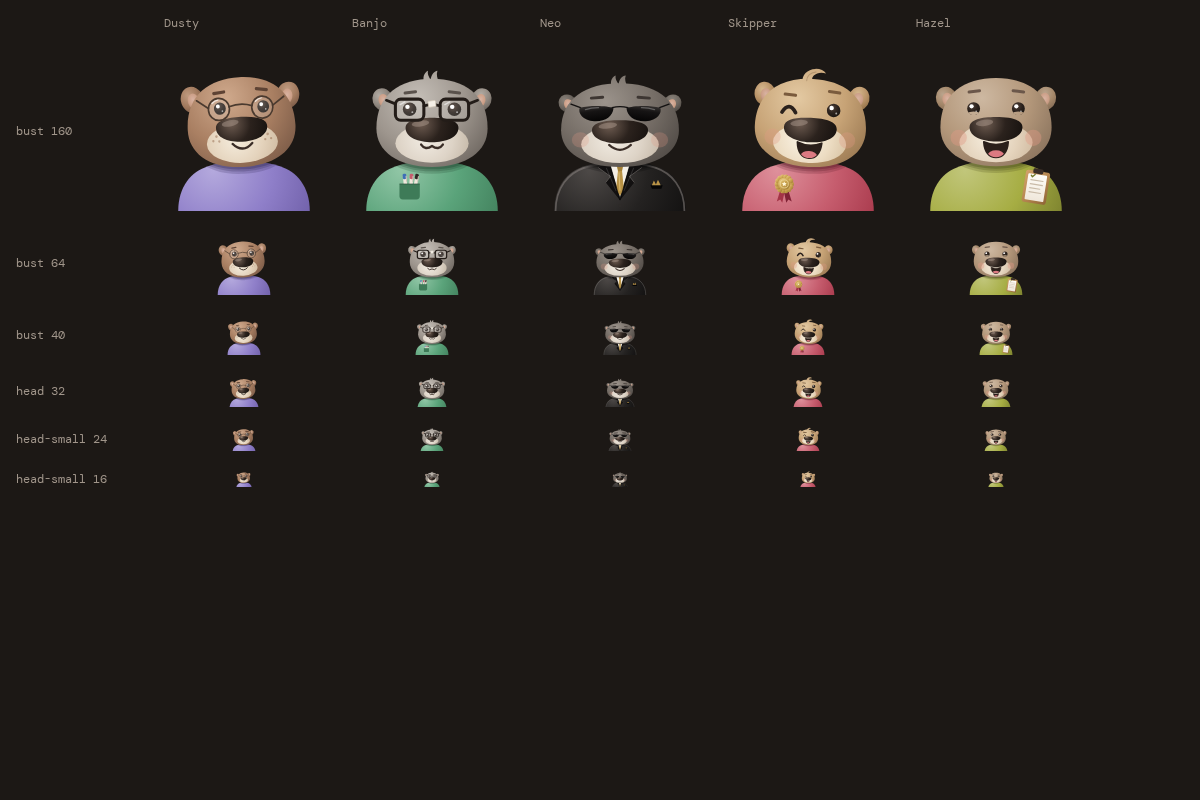 Dusty Banjo Neo Skipper Hazel
bust 160
bust 64
bust 40
head 32
head-small 24
head-small 16